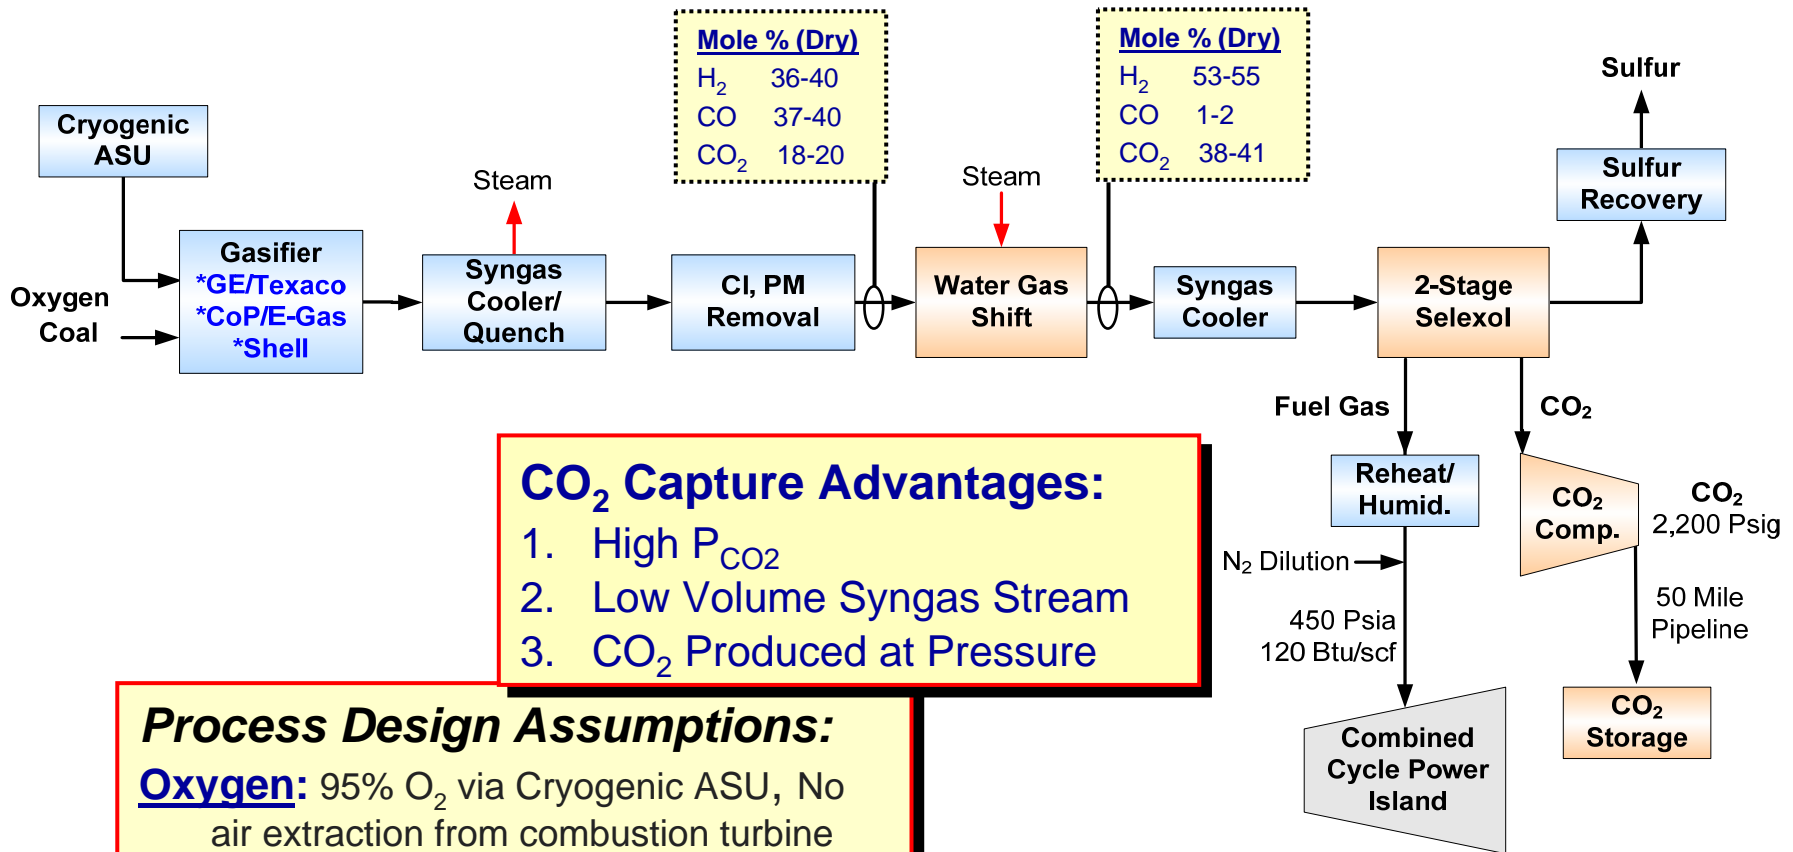 Mole % (Dry)
H₂ 36-40
CO 37-40
CO₂ 18-20
Mole % (Dry)
H₂ 53-55
CO 1-2
CO₂ 38-41
Sulfur
Cryogenic
ASU
Sulfur
Recovery
Steam
Steam
Gasifier
*GE/Texaco
*CoP/E-Gas
*Shell
Oxygen
Coal
Syngas
Cooler/
Quench
Cl, PM
Removal
Water Gas
Shift
Syngas
Cooler
2-Stage
Selexol
Fuel Gas
CO₂
Reheat/
Humid.
CO₂
Comp.
CO₂
2,200 Psig
N₂ Dilution
450 Psia
120 Btu/scf
50 Mile
Pipeline
CO₂
Storage
Combined
Cycle Power
Island
CO₂ Capture Advantages:
1. High P_CO2
2. Low Volume Syngas Stream
3. CO₂ Produced at Pressure
Process Design Assumptions:
Oxygen: 95% O₂ via Cryogenic ASU, No
air extraction from combustion turbine